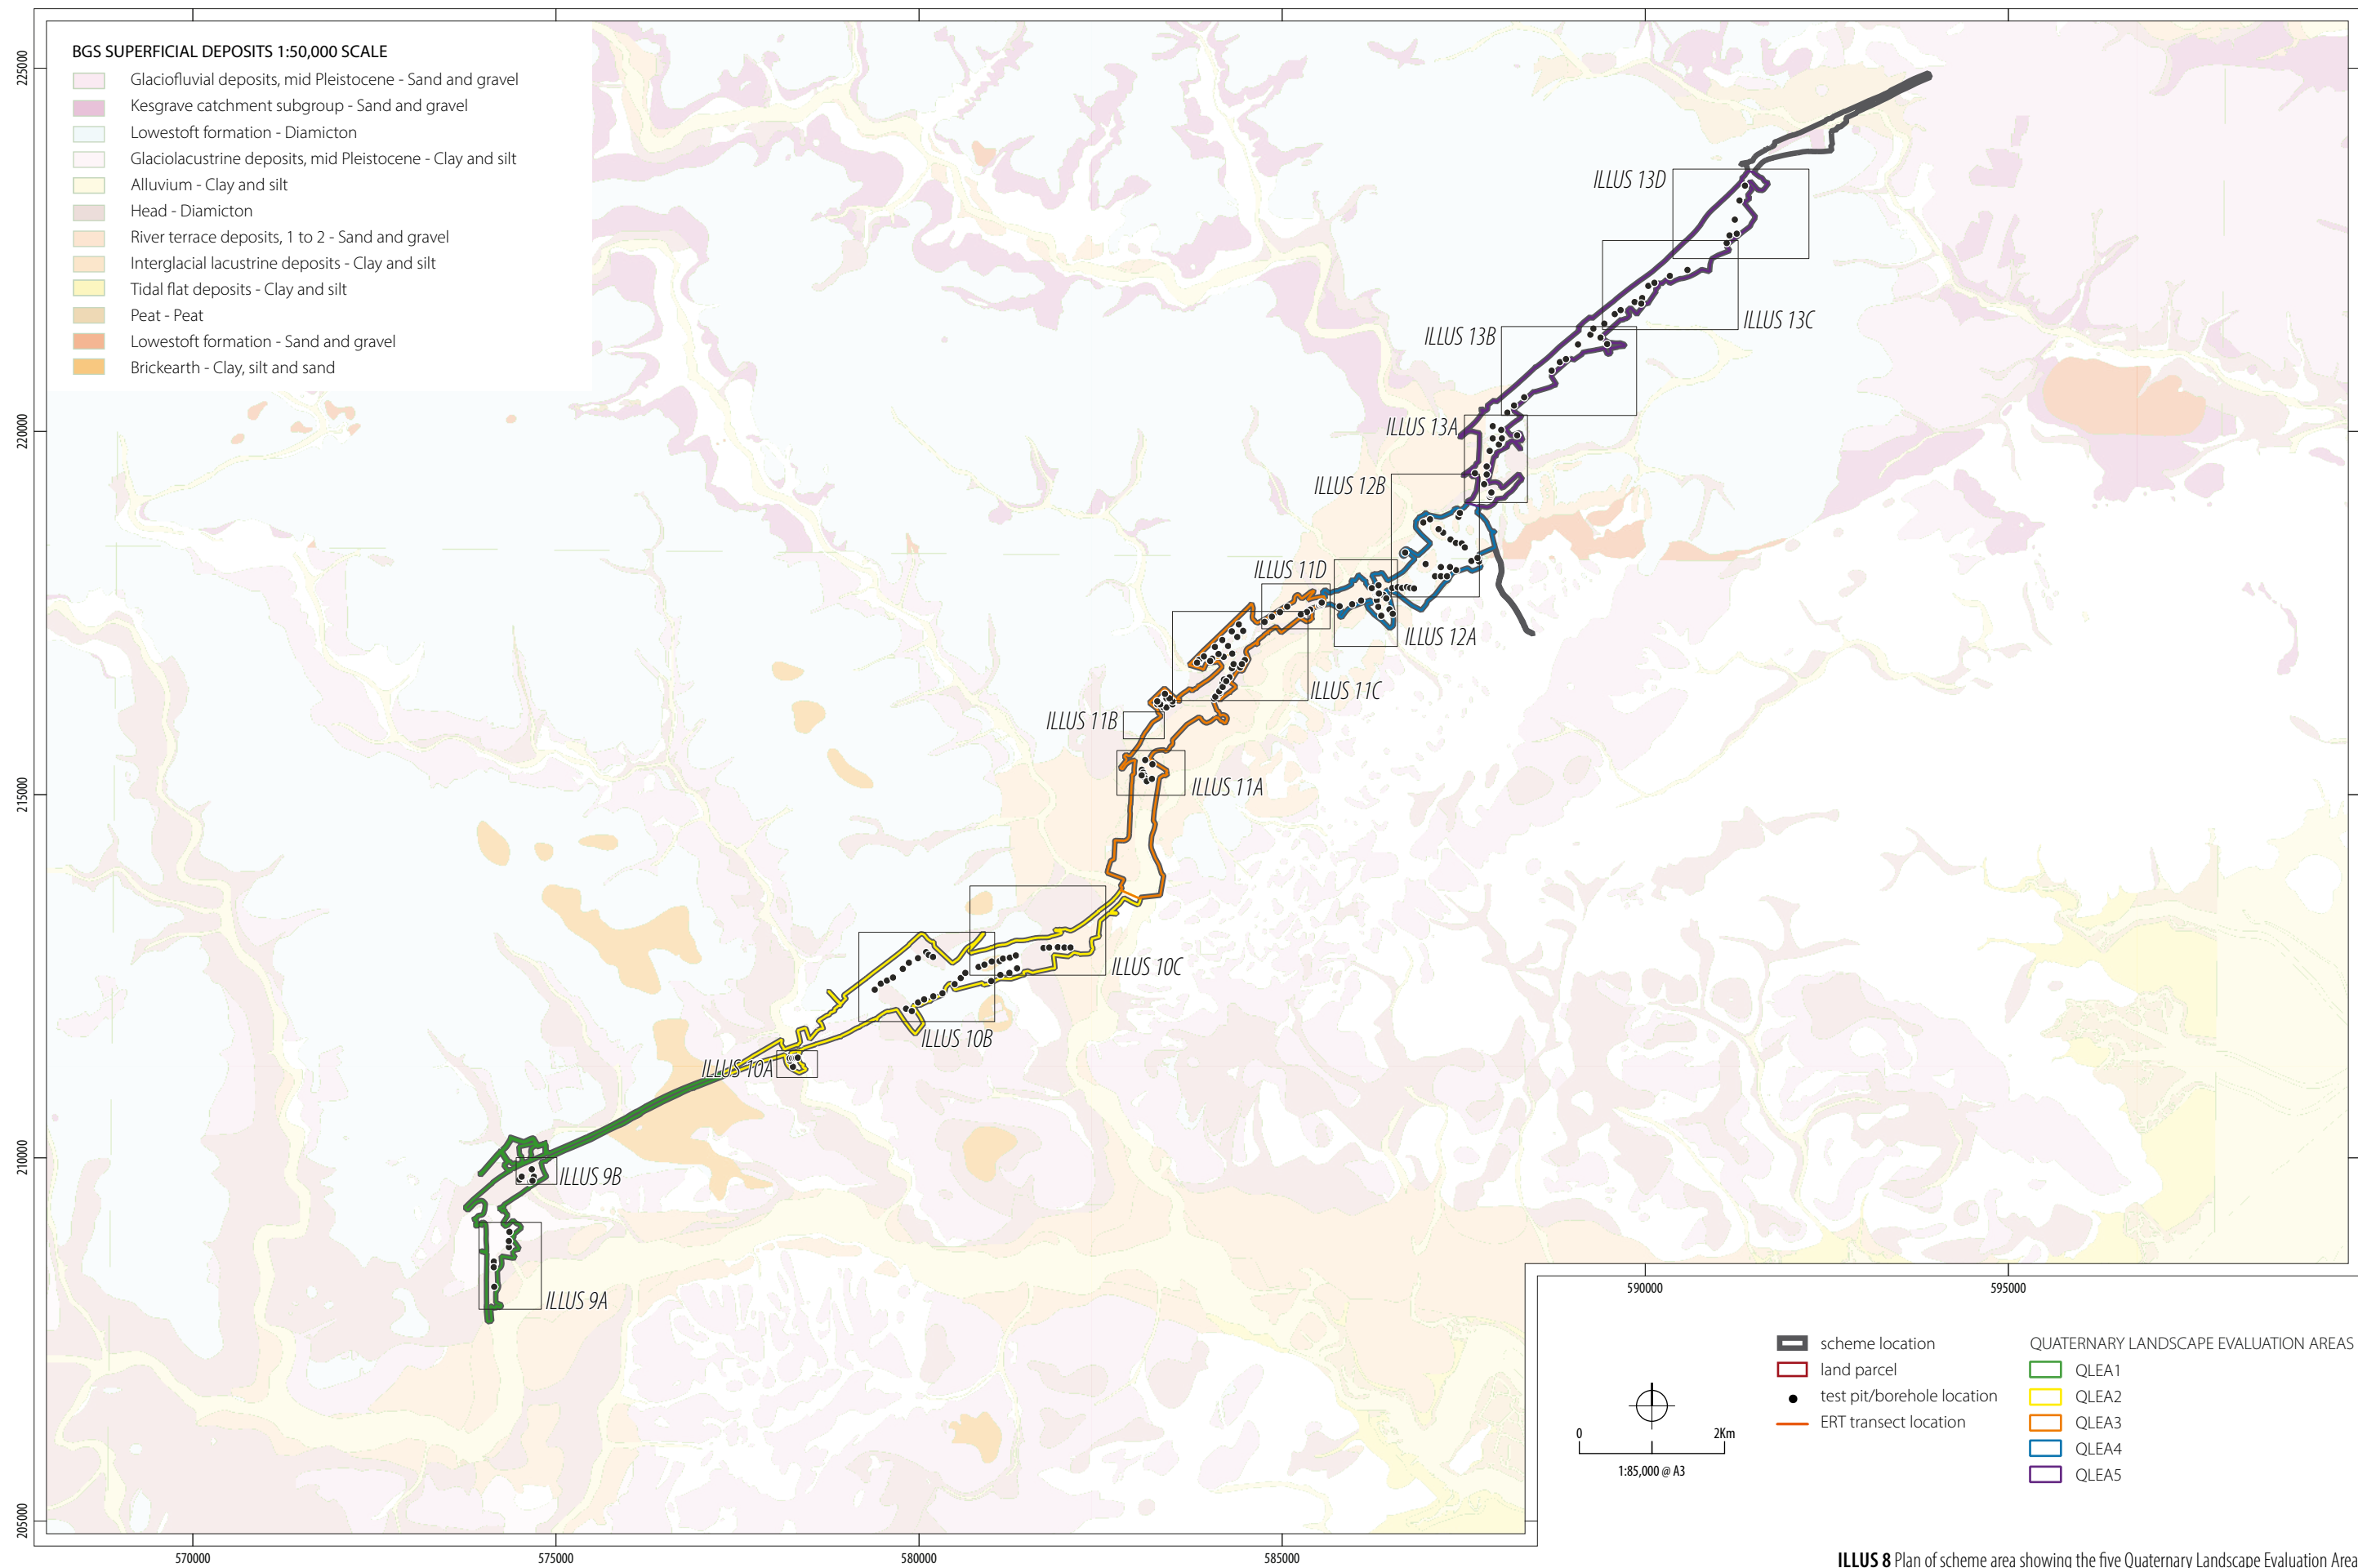 BGS SUPERFICIAL DEPOSITS 1:50,000 SCALE
Glaciofluvial deposits, mid Pleistocene - Sand and gravel
Kesgrave catchment subgroup - Sand and gravel
Lowestoft formation - Diamicton
Glaciolacustrine deposits, mid Pleistocene - Clay and silt
Alluvium - Clay and silt
Head - Diamicton
River terrace deposits, 1 to 2 - Sand and gravel
Interglacial lacustrine deposits - Clay and silt
Tidal flat deposits - Clay and silt
Peat - Peat
Lowestoft formation - Sand and gravel
Brickearth - Clay, silt and sand
225000
220000
215000
210000
205000
ILLUS 13D
ILLUS 13C
ILLUS 13B
ILLUS 13A
ILLUS 12B
ILLUS 11D
ILLUS 12A
ILLUS 11C
ILLUS 11B
ILLUS 11A
ILLUS 10C
ILLUS 10B
ILLUS 10A
ILLUS 9B
ILLUS 9A
570000
575000
580000
585000
590000
595000
0
2Km
1:85,000 @ A3
scheme location
land parcel
test pit/borehole location
ERT transect location
QUATERNARY LANDSCAPE EVALUATION AREAS
QLEA1
QLEA2
QLEA3
QLEA4
QLEA5
ILLUS 8 Plan of scheme area showing the five Quaternary Landscape Evaluation Area